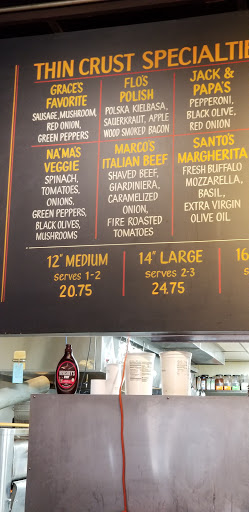 THIN CRUST SPECIALTIE
GRACE'S
FAVORITE
SAUSAGE, MUSHROOM,
RED ONION,
GREEN PEPPERS
FLO'S
POLISH
POLSKA KIELBASA,
SAUERKRAUT, APPLE
WOOD SMOKED BACON
JACK &
PAPA'S
PEPPERONI,
BLACK OLIVE,
RED ONION
NA'MA'S
VEGGIE
SPINACH,
TOMATOES,
ONIONS,
GREEN PEPPERS,
BLACK OLIVES,
MUSHROOMS
MARCO'S
ITALIAN BEEF
SHAVED BEEF,
GIARDINIERA,
CARAMELIZED
ONION,
FIRE ROASTED
TOMATOES
SANTO'S
MARGHERITA
FRESH BUFFALO
MOZZARELLA,
BASIL,
EXTRA VIRGIN
OLIVE OIL
12" MEDIUM
serves 1-2
20.75
14" LARGE
serves 2-3
24.75
16
HERSHEY'S